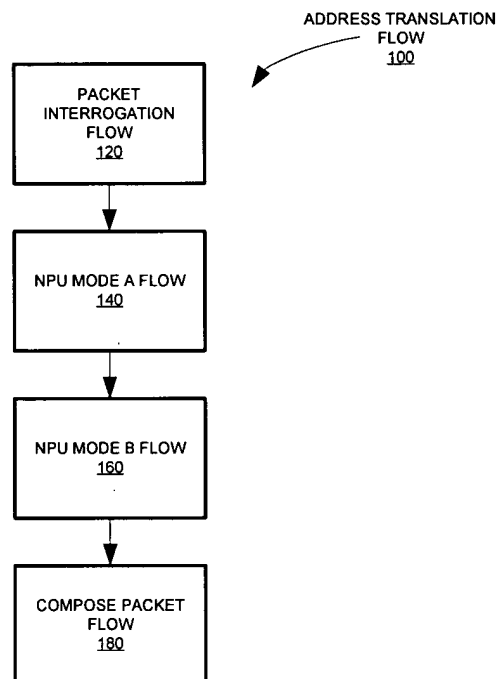 ADDRESS TRANSLATION
FLOW
100
PACKET
INTERROGATION
FLOW
120
NPU MODE A FLOW
140
NPU MODE B FLOW
160
COMPOSE PACKET
FLOW
180